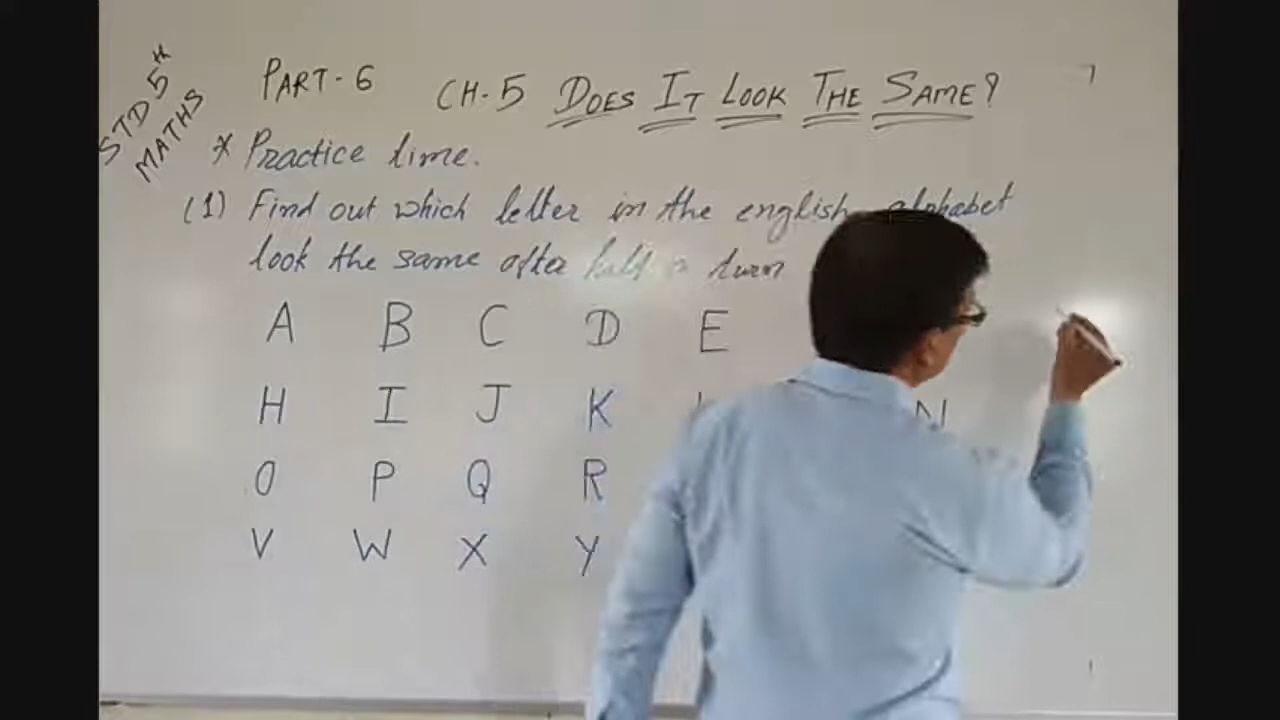 STD 5th
MATHS
PART-6
CH-5 DOES IT LOOK THE SAME?
* Practice lime.
(1) Find out which letter in the english alphabet
look the same after half a turn
A B C D E
H I J K N
O P Q R
V W X Y